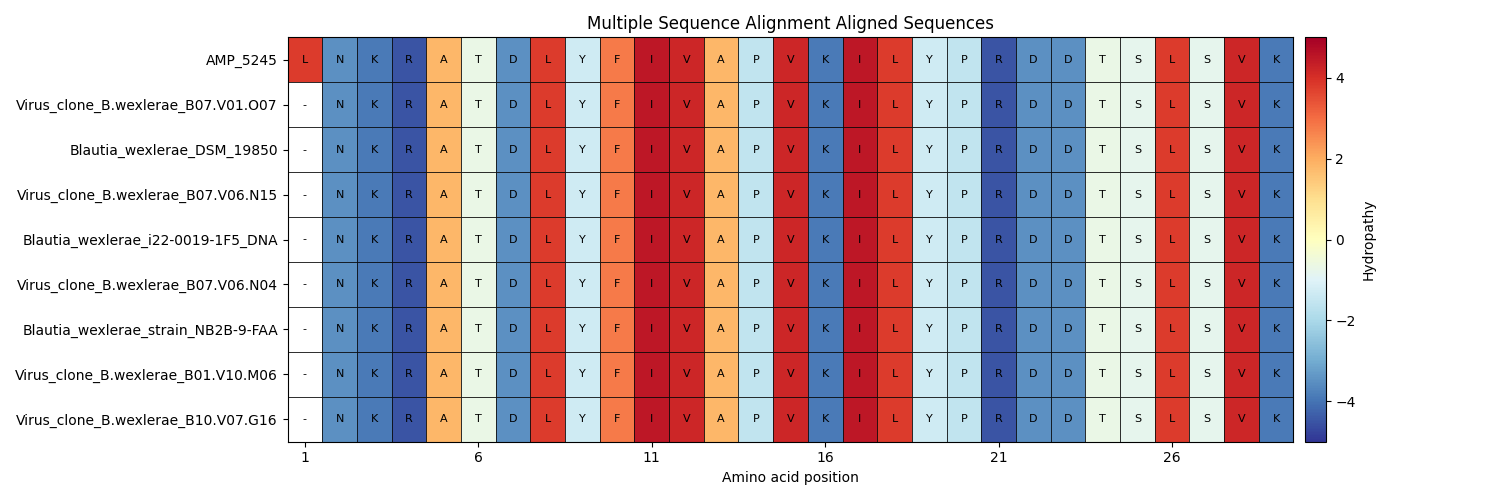 Multiple Sequence Alignment Aligned Sequences
AMP_5245 L N K R A T D L Y F I V A P V K I L Y P R D D T S L S V K
Virus_clone_B.wexlerae_B07.V01.O07 - N K R A T D L Y F I V A P V K I L Y P R D D T S L S V K
Blautia_wexlerae_DSM_19850 - N K R A T D L Y F I V A P V K I L Y P R D D T S L S V K
Virus_clone_B.wexlerae_B07.V06.N15 - N K R A T D L Y F I V A P V K I L Y P R D D T S L S V K
Blautia_wexlerae_i22-0019-1F5_DNA - N K R A T D L Y F I V A P V K I L Y P R D D T S L S V K
Virus_clone_B.wexlerae_B07.V06.N04 - N K R A T D L Y F I V A P V K I L Y P R D D T S L S V K
Blautia_wexlerae_strain_NB2B-9-FAA - N K R A T D L Y F I V A P V K I L Y P R D D T S L S V K
Virus_clone_B.wexlerae_B01.V10.M06 - N K R A T D L Y F I V A P V K I L Y P R D D T S L S V K
Virus_clone_B.wexlerae_B10.V07.G16 - N K R A T D L Y F I V A P V K I L Y P R D D T S L S V K
1 6 11 16 21 26
Amino acid position
4
2
0
−2
−4
Hydropathy